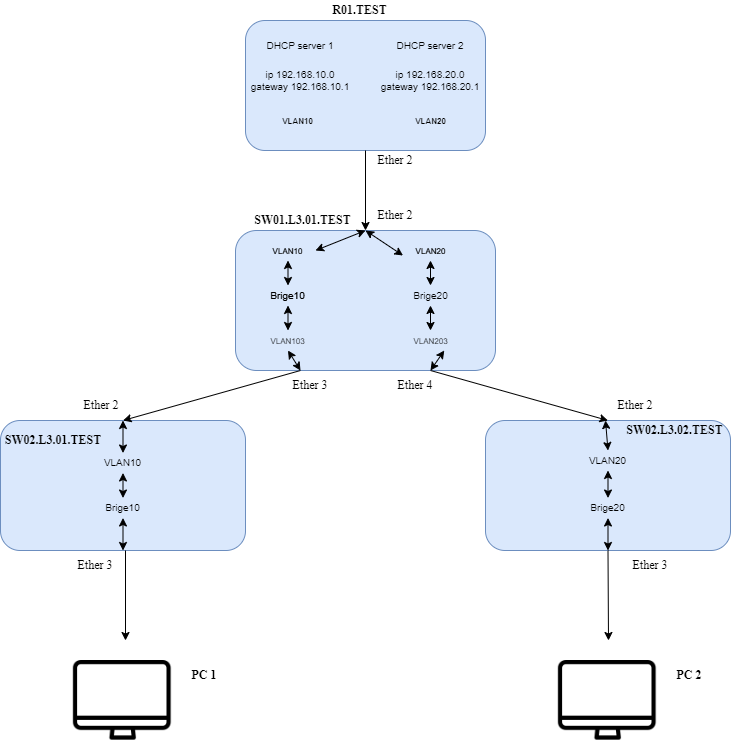 R01.TEST
DHCP server 1
DHCP server 2
ip 192.168.10.0
gateway 192.168.10.1
ip 192.168.20.0
gateway 192.168.20.1
VLAN10
VLAN20
Ether 2
Ether 2
SW01.L3.01.TEST
VLAN10
VLAN20
Brige10
Brige20
VLAN103
VLAN203
Ether 3
Ether 4
Ether 2
Ether 2
SW02.L3.01.TEST
SW02.L3.02.TEST
VLAN10
VLAN20
Brige10
Brige20
Ether 3
Ether 3
PC 1
PC 2